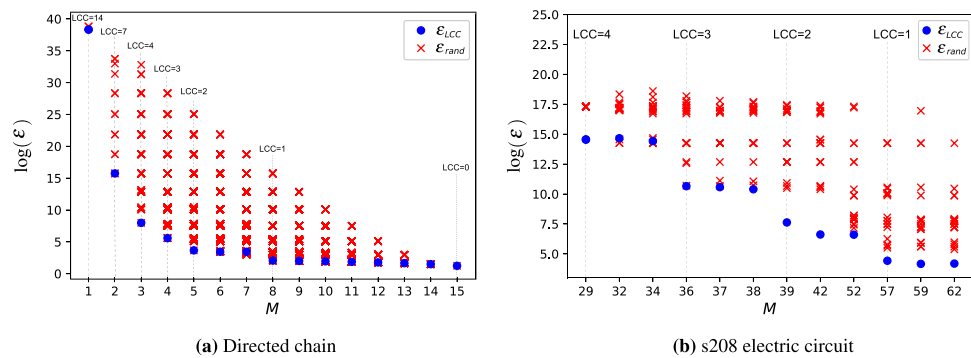 LCC=14
LCC=7
LCC=4
LCC=3
LCC=2
LCC=1
LCC=0
ε_LCC
ε_rand
log(ε)
40
35
30
25
20
15
10
5
0
1 2 3 4 5 6 7 8 9 10 11 12 13 14 15
M
(a) Directed chain
LCC=4 LCC=3 LCC=2 LCC=1
ε_LCC
ε_rand
log(ε)
25.0
22.5
20.0
17.5
15.0
12.5
10.0
7.5
5.0
29 32 34 36 37 38 39 42 52 57 59 62
M
(b) s208 electric circuit